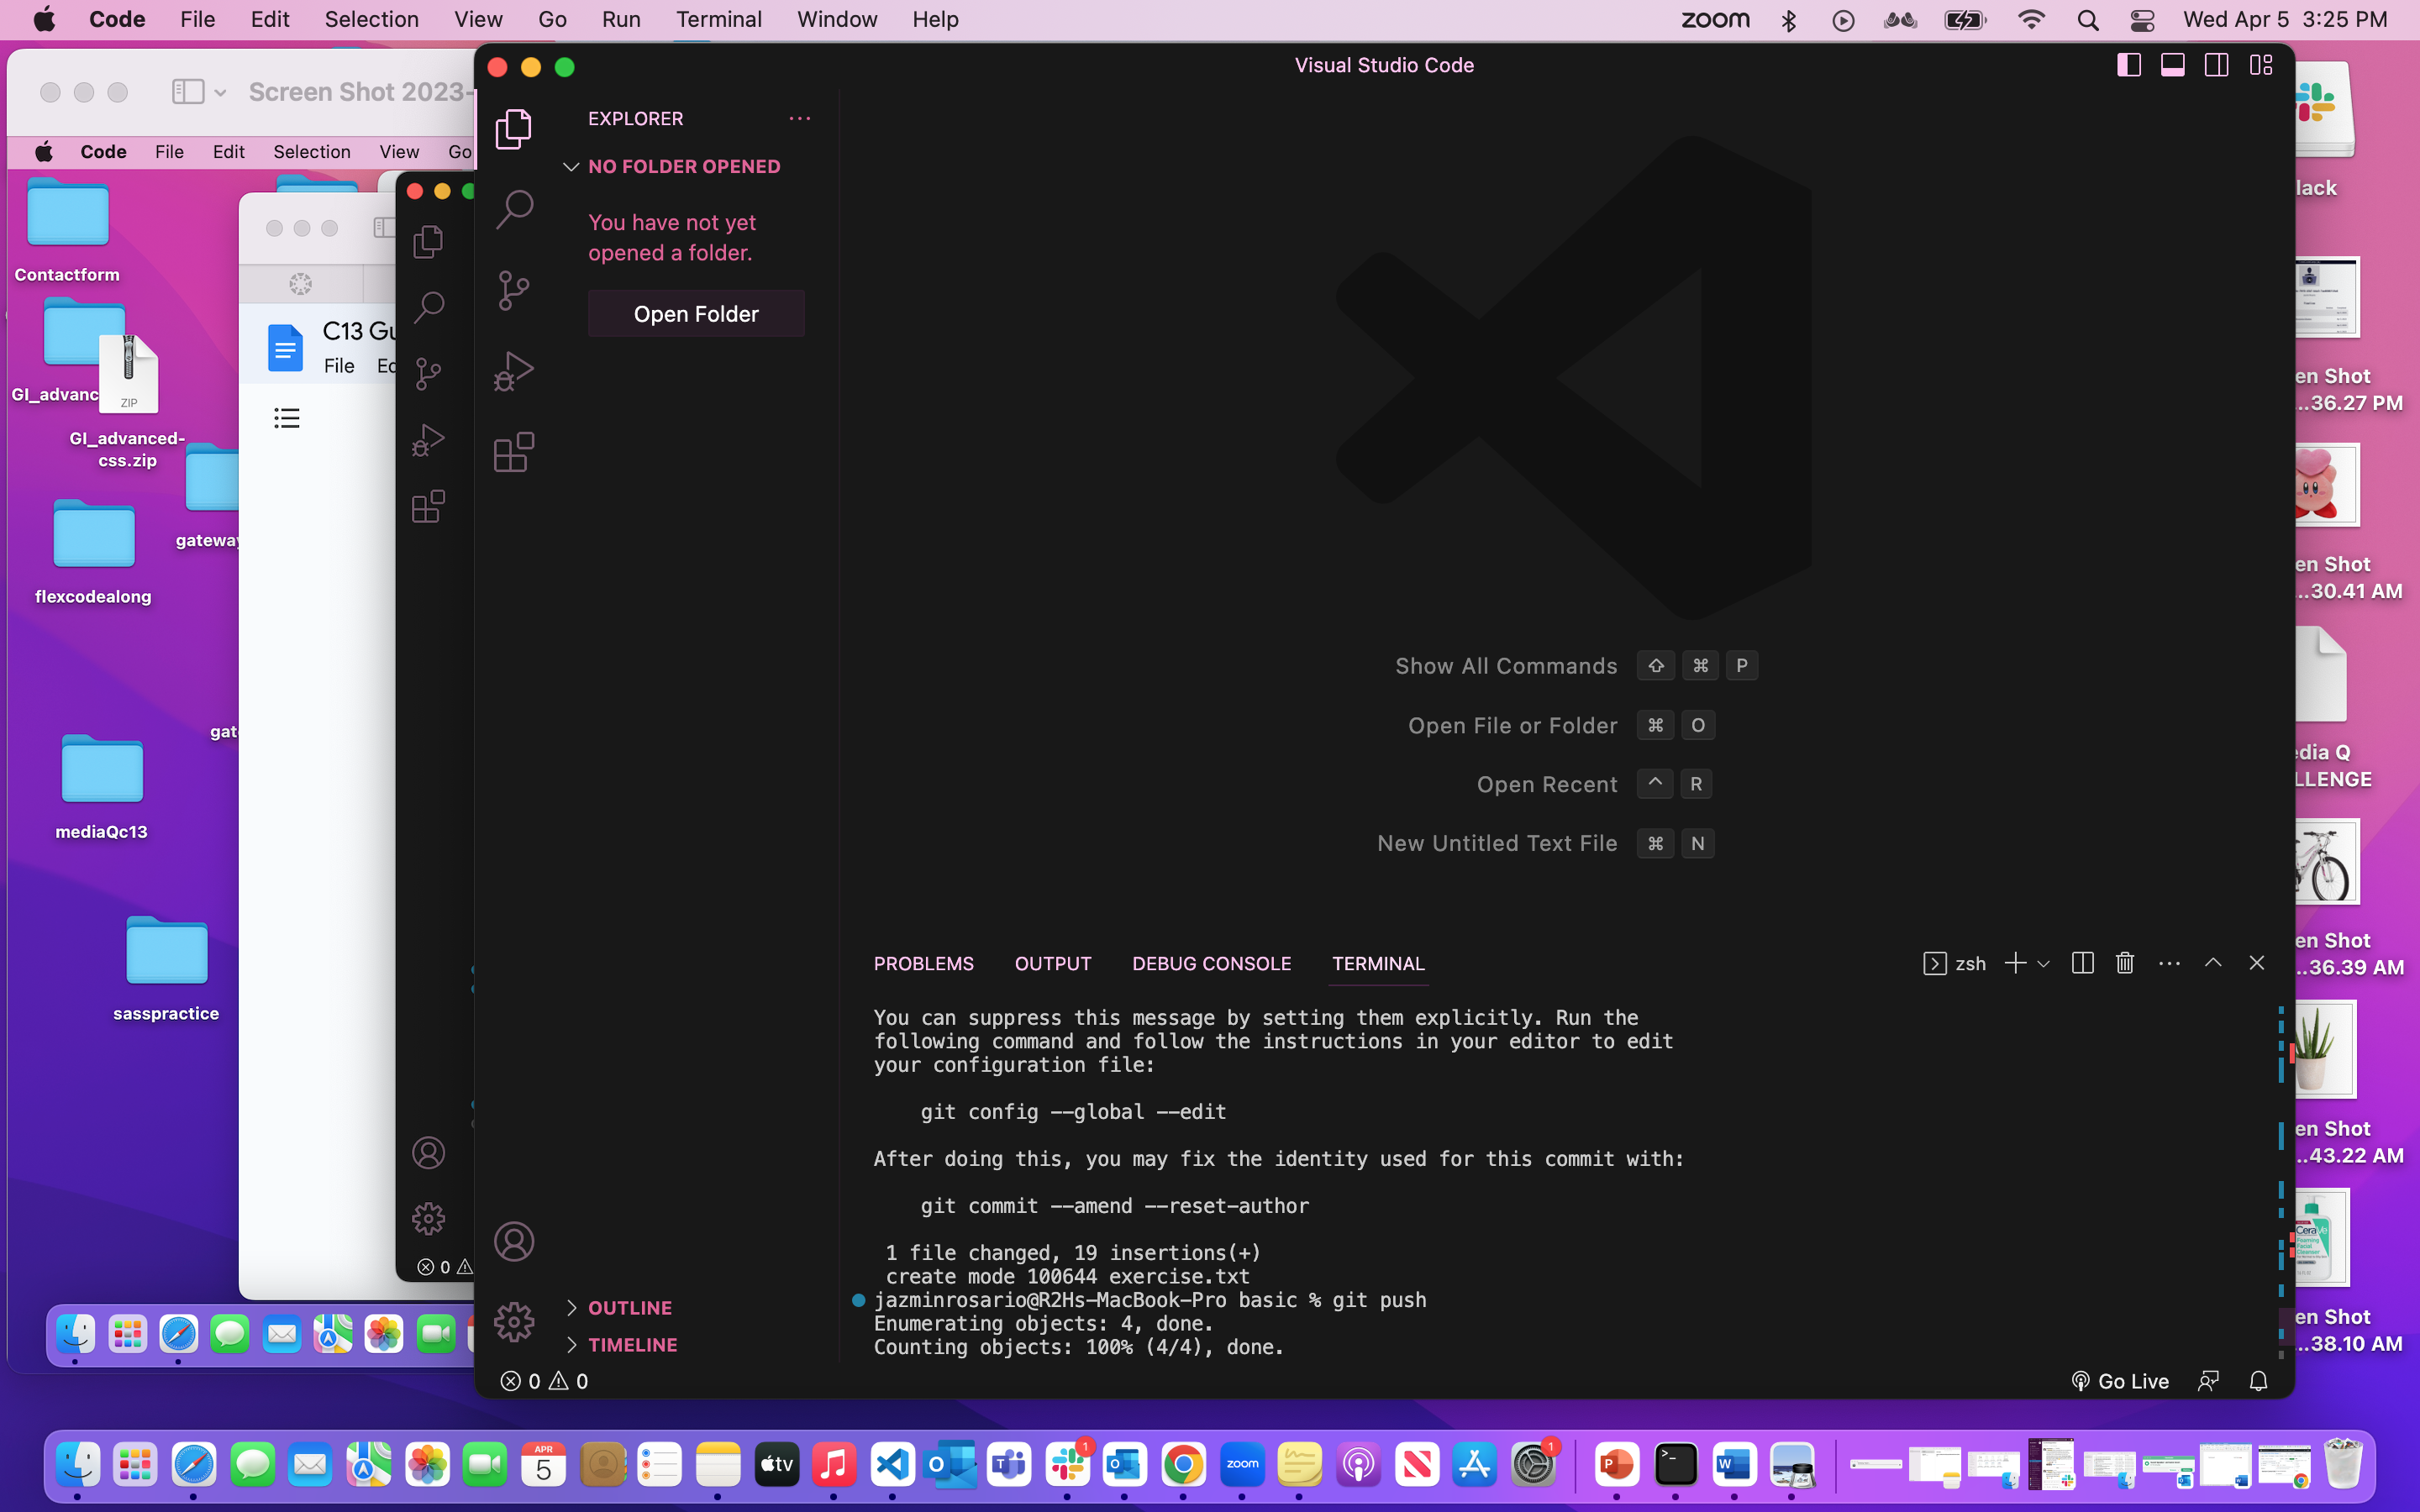 Code File Edit Selection View Go Run Terminal Window Help
zoom Wed Apr 5 3:25 PM
Screen Shot 2023-
Code File Edit Selection View Go
Contactform
GI_advanc
ZIP
GI_advanced-
css.zip
gateway
flexcodealong
gat
mediaQc13
sasspractice
C13 Gu
File Ed
0
Visual Studio Code
EXPLORER
NO FOLDER OPENED
You have not yet
opened a folder.
Open Folder
OUTLINE
TIMELINE
Show All Commands ⇧ ⌘ P
Open File or Folder ⌘ O
Open Recent ^ R
New Untitled Text File ⌘ N
PROBLEMS OUTPUT DEBUG CONSOLE TERMINAL
zsh
You can suppress this message by setting them explicitly. Run the
following command and follow the instructions in your editor to edit
your configuration file:
git config --global --edit
After doing this, you may fix the identity used for this commit with:
git commit --amend --reset-author
1 file changed, 19 insertions(+)
create mode 100644 exercise.txt
jazminrosario@R2Hs-MacBook-Pro basic % git push
Enumerating objects: 4, done.
Counting objects: 100% (4/4), done.
0 0
Go Live
lack
en Shot
...36.27 PM
en Shot
...30.41 AM
edia Q
LLENGE
en Shot
...36.39 AM
en Shot
...43.22 AM
CeraVe
Foaming
Facial
Cleanser
en Shot
...38.10 AM
APR
5
tv
zoom
1
1